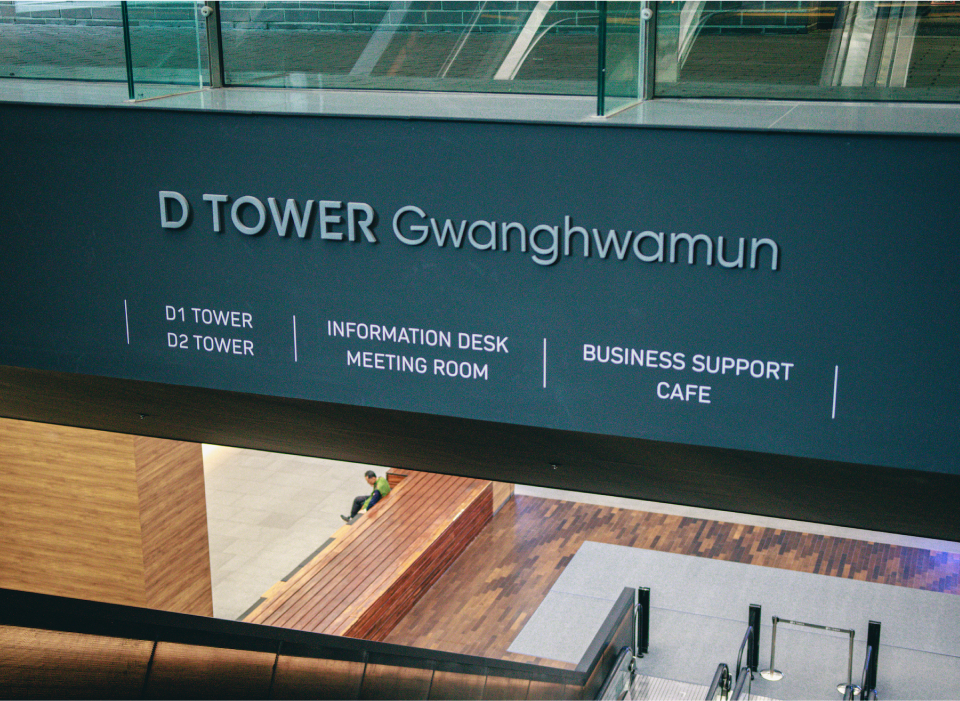 D TOWER Gwanghwamun
D1 TOWER
D2 TOWER
INFORMATION DESK
MEETING ROOM
BUSINESS SUPPORT
CAFE